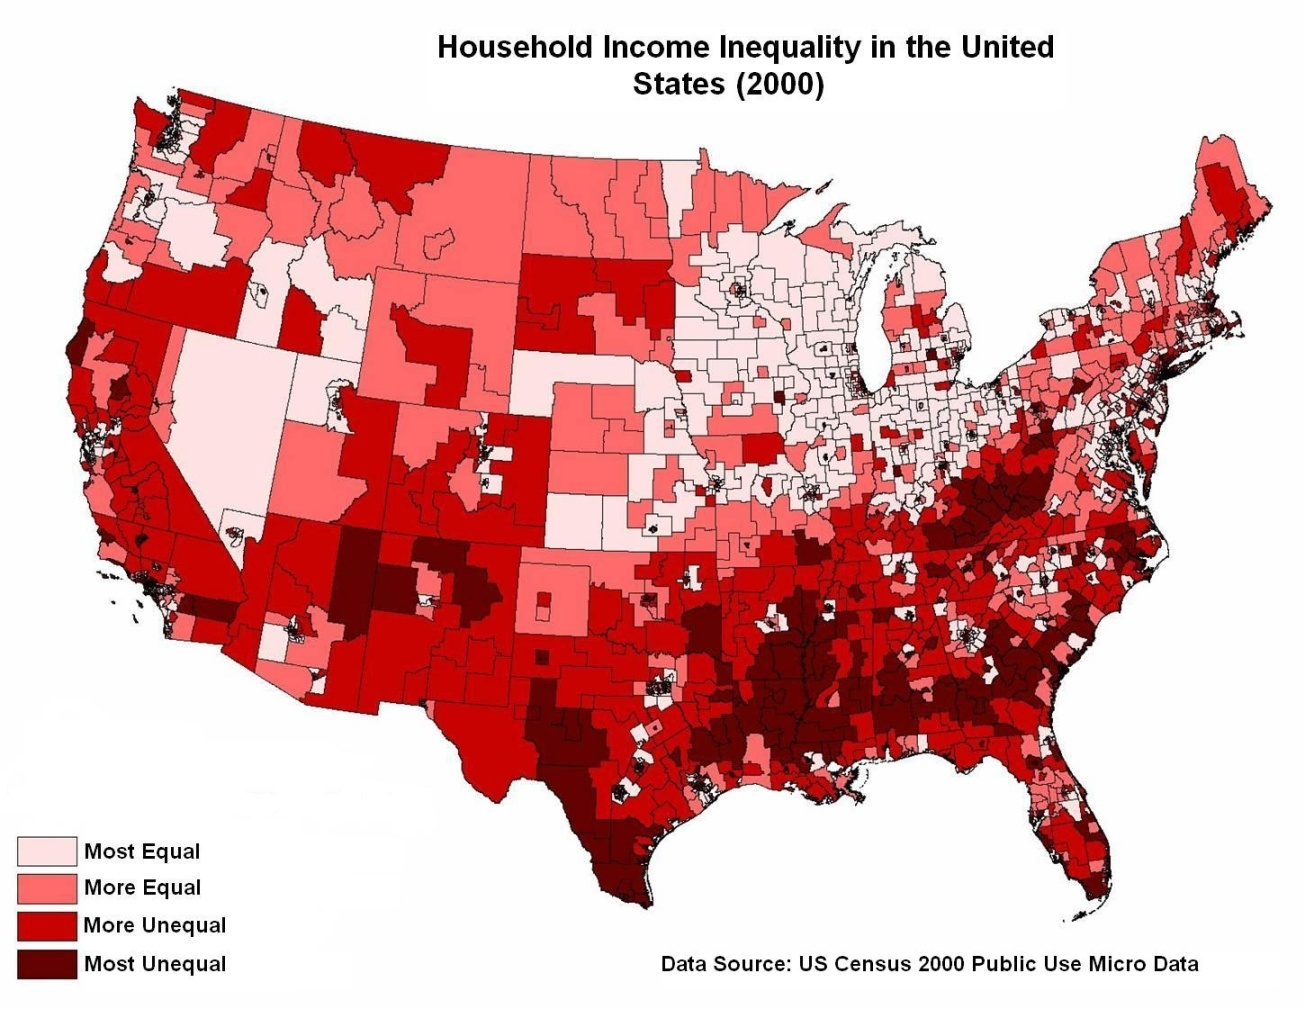 Household Income Inequality in the United
States (2000)
Most Equal
More Equal
More Unequal
Most Unequal
Data Source: US Census 2000 Public Use Micro Data